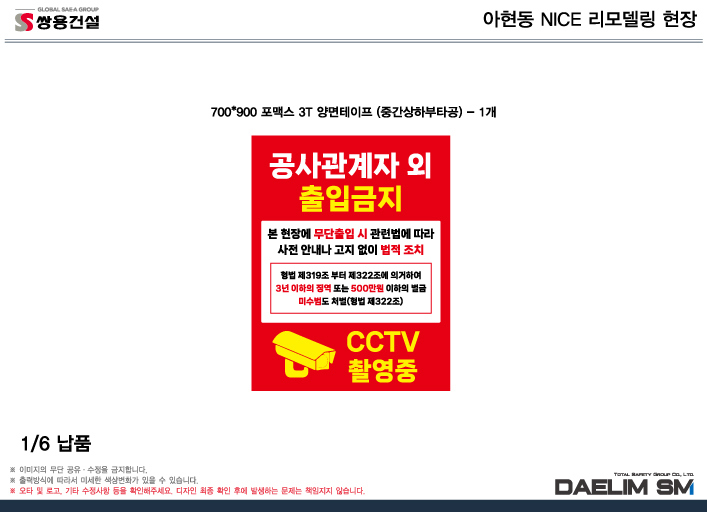 GLOBAL SAE-A GROUP
쌍용건설
아현동 NICE 리모델링 현장
700*900 포맥스 3T 양면테이프 (중간상하부타공) - 1개
공사관계자 외
출입금지
본 현장에 무단출입 시 관련법에 따라
사전 안내나 고지 없이 법적 조치
형법 제319조 부터 제322조에 의거하여
3년 이하의 징역 또는 500만원 이하의 벌금
미수범도 처벌(형법 제322조)
CCTV
촬영중
1/6 납품
※ 이미지의 무단 공유·수정을 금지합니다.
※ 출력방식에 따라서 미세한 색상변화가 있을 수 있습니다.
※ 오타 및 로고, 기타 수정사항 등을 확인해주세요. 디자인 최종 확인 후에 발생하는 문제는 책임지지 않습니다.
TOTAL SAFETY GROUP CO., LTD.
DAELIM SM